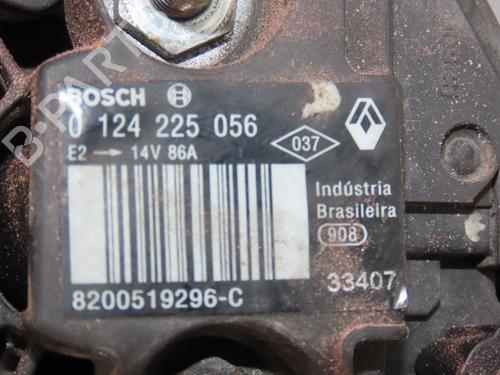 BOSCH
0 124 225 056
E2 → 14V 86A
037
Indústria
Brasileira
908
33407
8200519296-C
B-PARTS